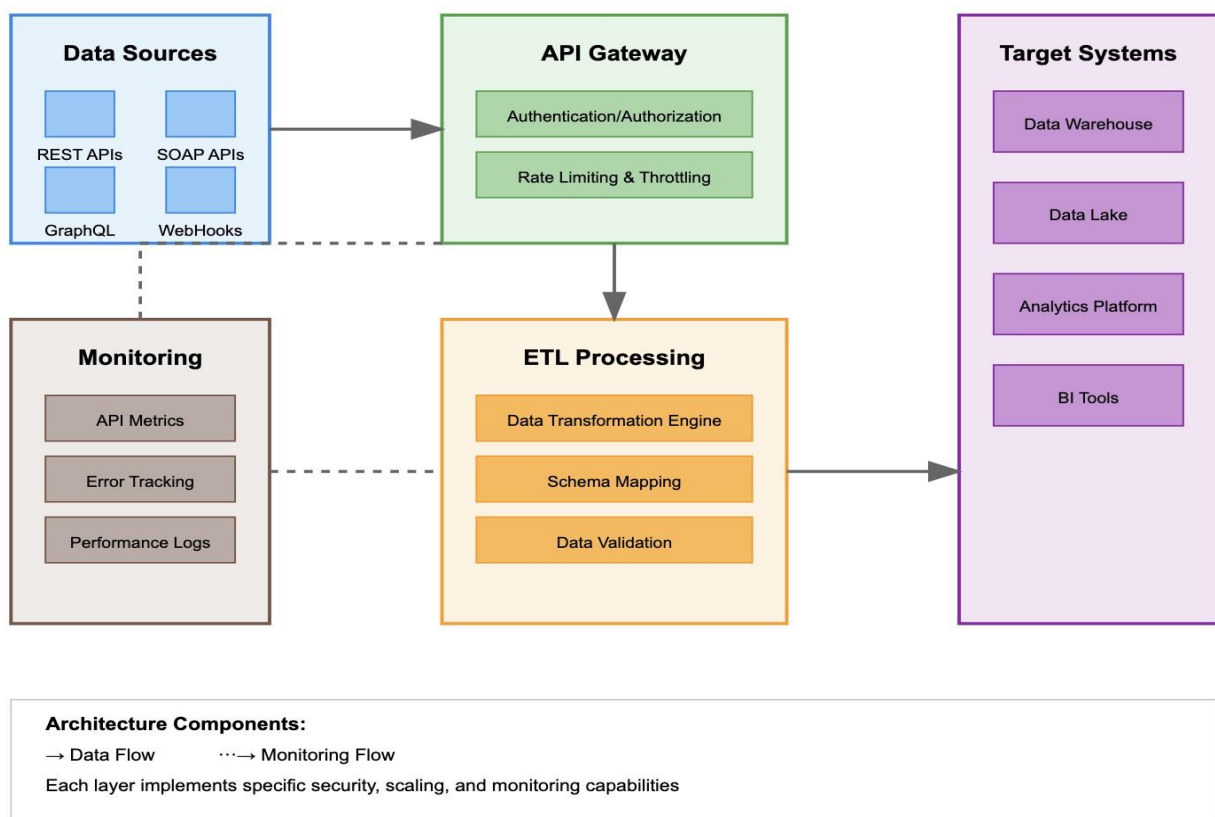 Data Sources
REST APIs
SOAP APIs
GraphQL
WebHooks
API Gateway
Authentication/Authorization
Rate Limiting & Throttling
Target Systems
Data Warehouse
Data Lake
Analytics Platform
BI Tools
Monitoring
API Metrics
Error Tracking
Performance Logs
ETL Processing
Data Transformation Engine
Schema Mapping
Data Validation
Architecture Components:
→ Data Flow ⋯→ Monitoring Flow
Each layer implements specific security, scaling, and monitoring capabilities